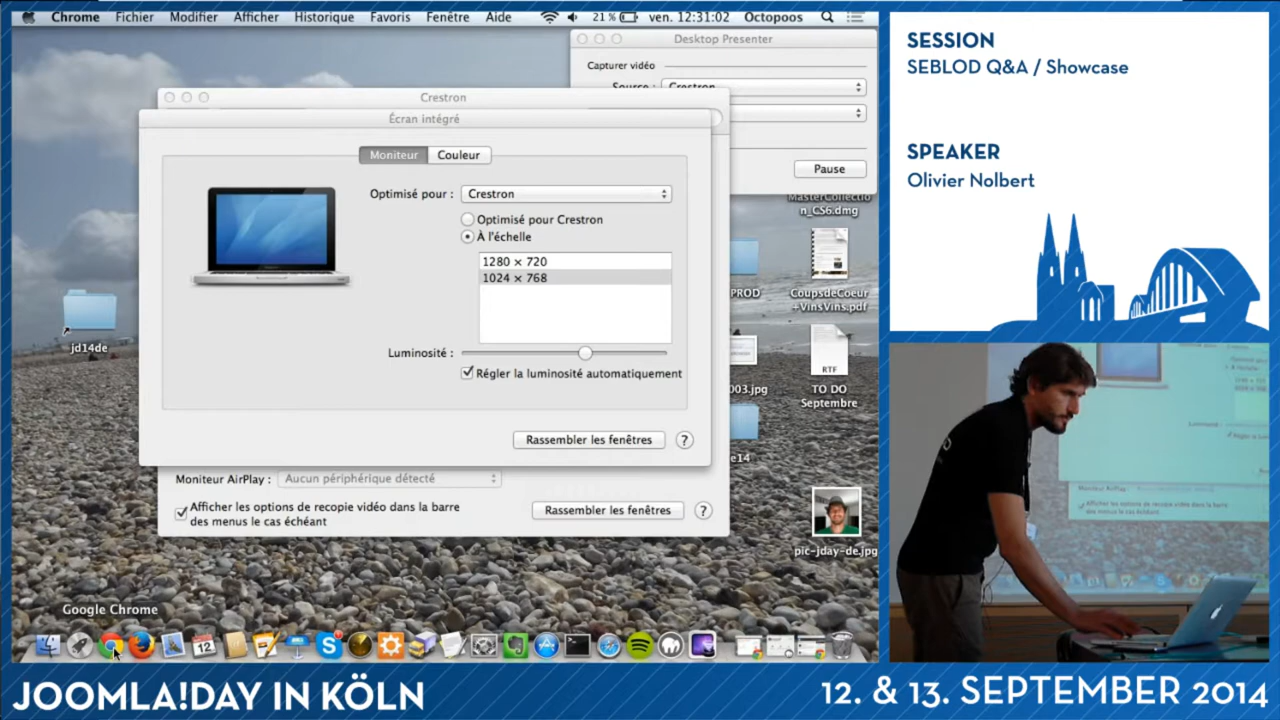 Chrome Fichier Modifier Afficher Historique Favoris Fenêtre Aide 21 % ven. 12:31:02 Octopoos
Desktop Presenter
Capturer vidéo
Source : Crestron
Pause
Crestron
Écran intégré
Moniteur Couleur
Optimisé pour : Crestron
Optimisé pour Crestron
À l'échelle
1280 × 720
1024 × 768
Luminosité :
Régler la luminosité automatiquement
Rassembler les fenêtres ?
Moniteur AirPlay : Aucun périphérique détecté
Afficher les options de recopie vidéo dans la barre
des menus le cas échéant
Rassembler les fenêtres ?
jd14de
MasterCollectio
n_CS6.dmg
PROD
CoupsdeCoeur
+VinsVins.pdf
003.jpg
RTF
TO DO
Septembre
e14
pic-jday-de.jpg
Google Chrome
12
SESSION
SEBLOD Q&A / Showcase
SPEAKER
Olivier Nolbert
JOOMLA!DAY IN KÖLN
12. & 13. SEPTEMBER 2014